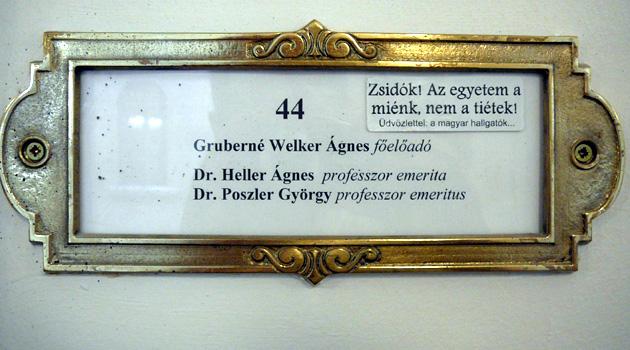 44
Zsidók! Az egyetem a
miénk, nem a tiétek!
Üdvözlettel: a magyar hallgatók...
Gruberné Welker Ágnes főelőadó
Dr. Heller Ágnes professzor emerita
Dr. Poszler György professzor emeritus